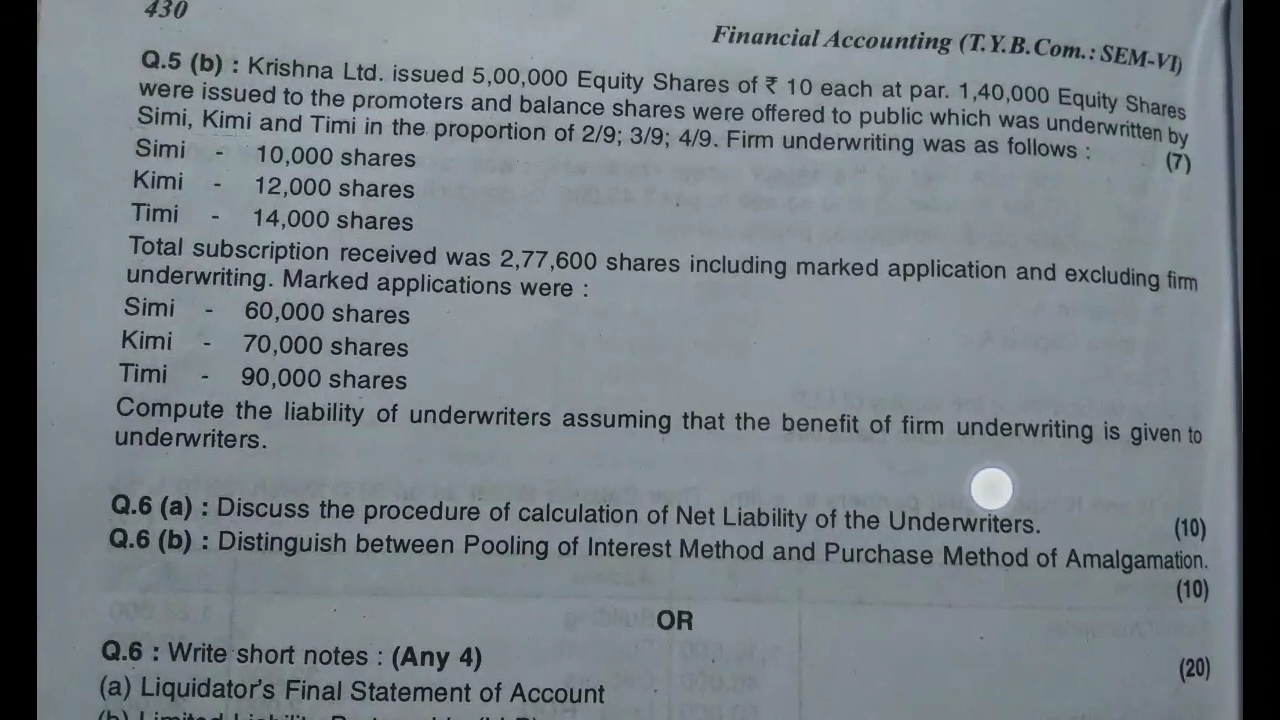 430
Financial Accounting (T.Y.B.Com.: SEM-VI)
Q.5 (b) : Krishna Ltd. issued 5,00,000 Equity Shares of ₹ 10 each at par. 1,40,000 Equity Shares
were issued to the promoters and balance shares were offered to public which was underwritten by
Simi, Kimi and Timi in the proportion of 2/9; 3/9; 4/9. Firm underwriting was as follows :
(7)
Simi - 10,000 shares
Kimi - 12,000 shares
Timi - 14,000 shares
Total subscription received was 2,77,600 shares including marked application and excluding firm
underwriting. Marked applications were :
Simi - 60,000 shares
Kimi - 70,000 shares
Timi - 90,000 shares
Compute the liability of underwriters assuming that the benefit of firm underwriting is given to
underwriters.
Q.6 (a) : Discuss the procedure of calculation of Net Liability of the Underwriters. (10)
Q.6 (b) : Distinguish between Pooling of Interest Method and Purchase Method of Amalgamation.
(10)
OR
Q.6 : Write short notes : (Any 4) (20)
(a) Liquidator's Final Statement of Account